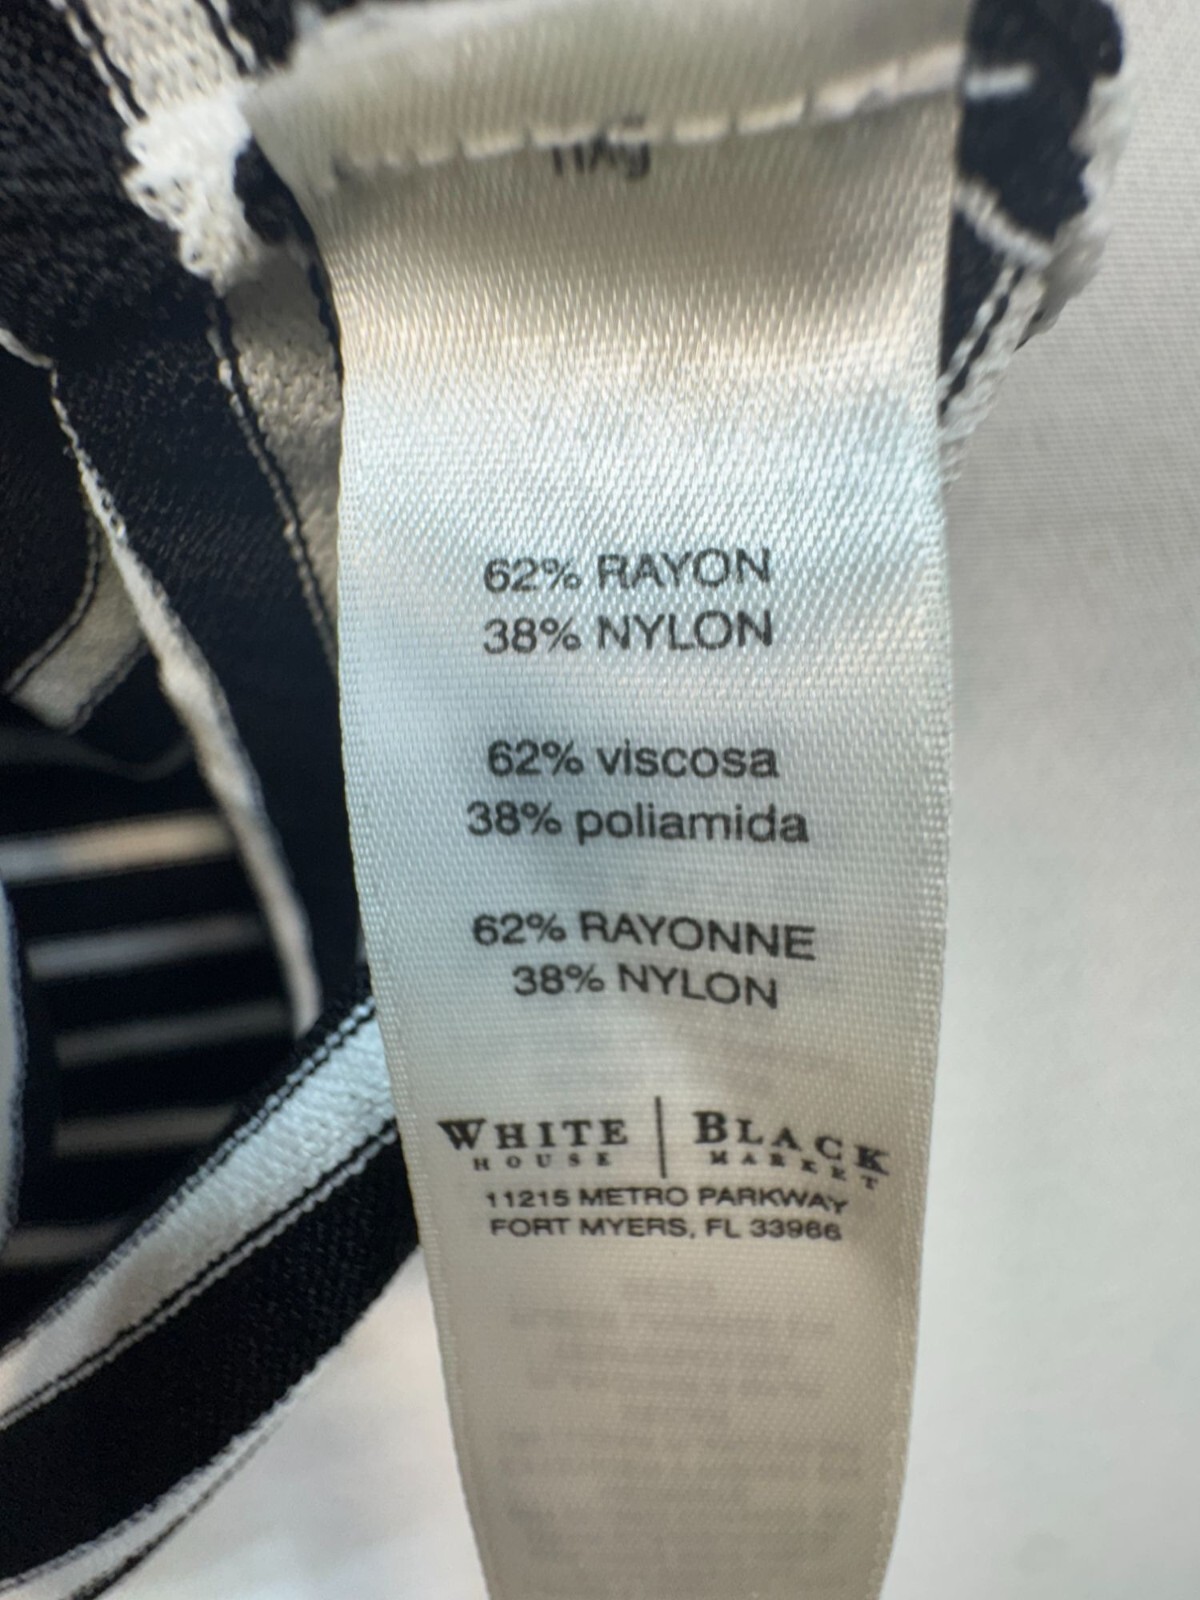 62% RAYON
38% NYLON
62% viscosa
38% poliamida
62% RAYONNE
38% NYLON
WHITE | BLACK
HOUSE MARKET
11215 METRO PARKWAY
FORT MYERS, FL 33966